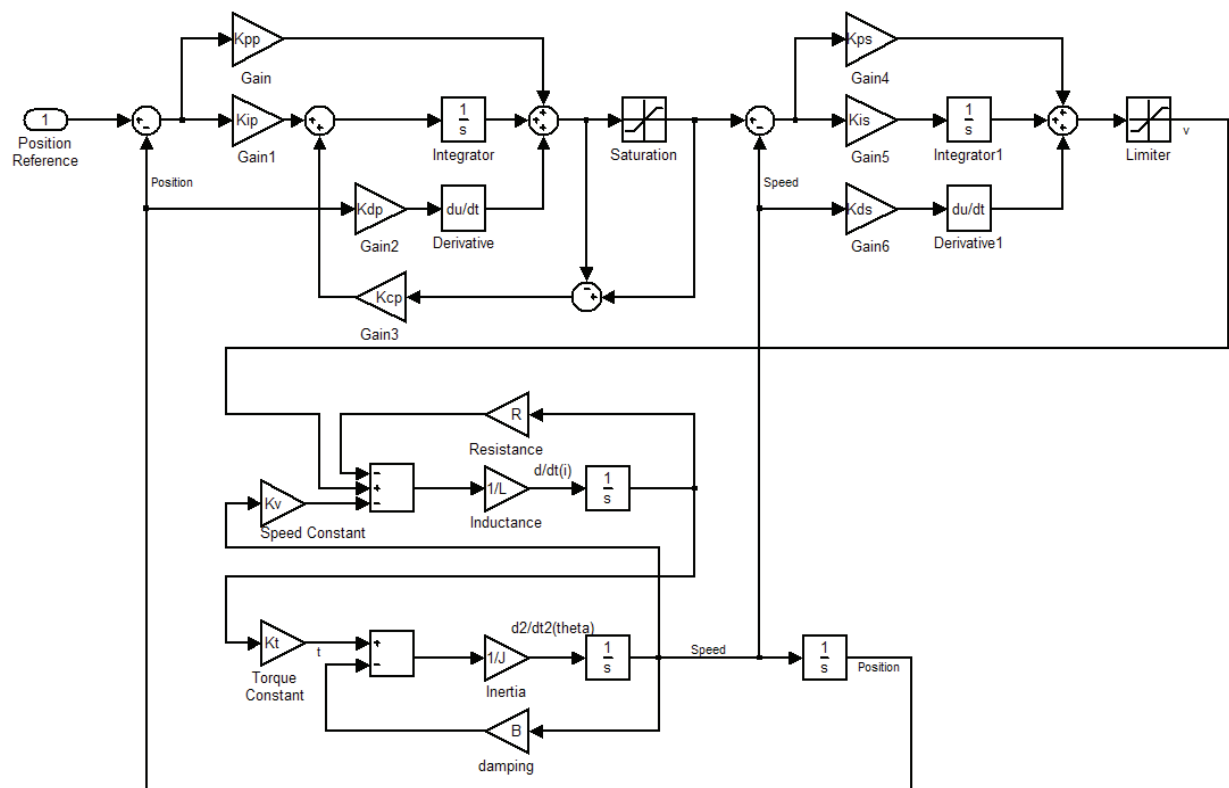 Kpp
Gain
Kps
Gain4
1
Position
Reference
+
-
Kip
Gain1
+
+
1
s
Integrator
+
+
+
Saturation
+
-
Kis
Gain5
1
s
Integrator1
+
+
+
Limiter
v
Position
Kdp
Gain2
du/dt
Derivative
Speed
Kds
Gain6
du/dt
Derivative1
Kcp
Gain3
-
+
R
Resistance
-
+
-
1/L
Inductance
d/dt(i)
1
s
Kv
Speed Constant
Kt
Torque
Constant
t
+
-
1/J
Inertia
d2/dt2(theta)
1
s
Speed
1
s
Position
B
damping